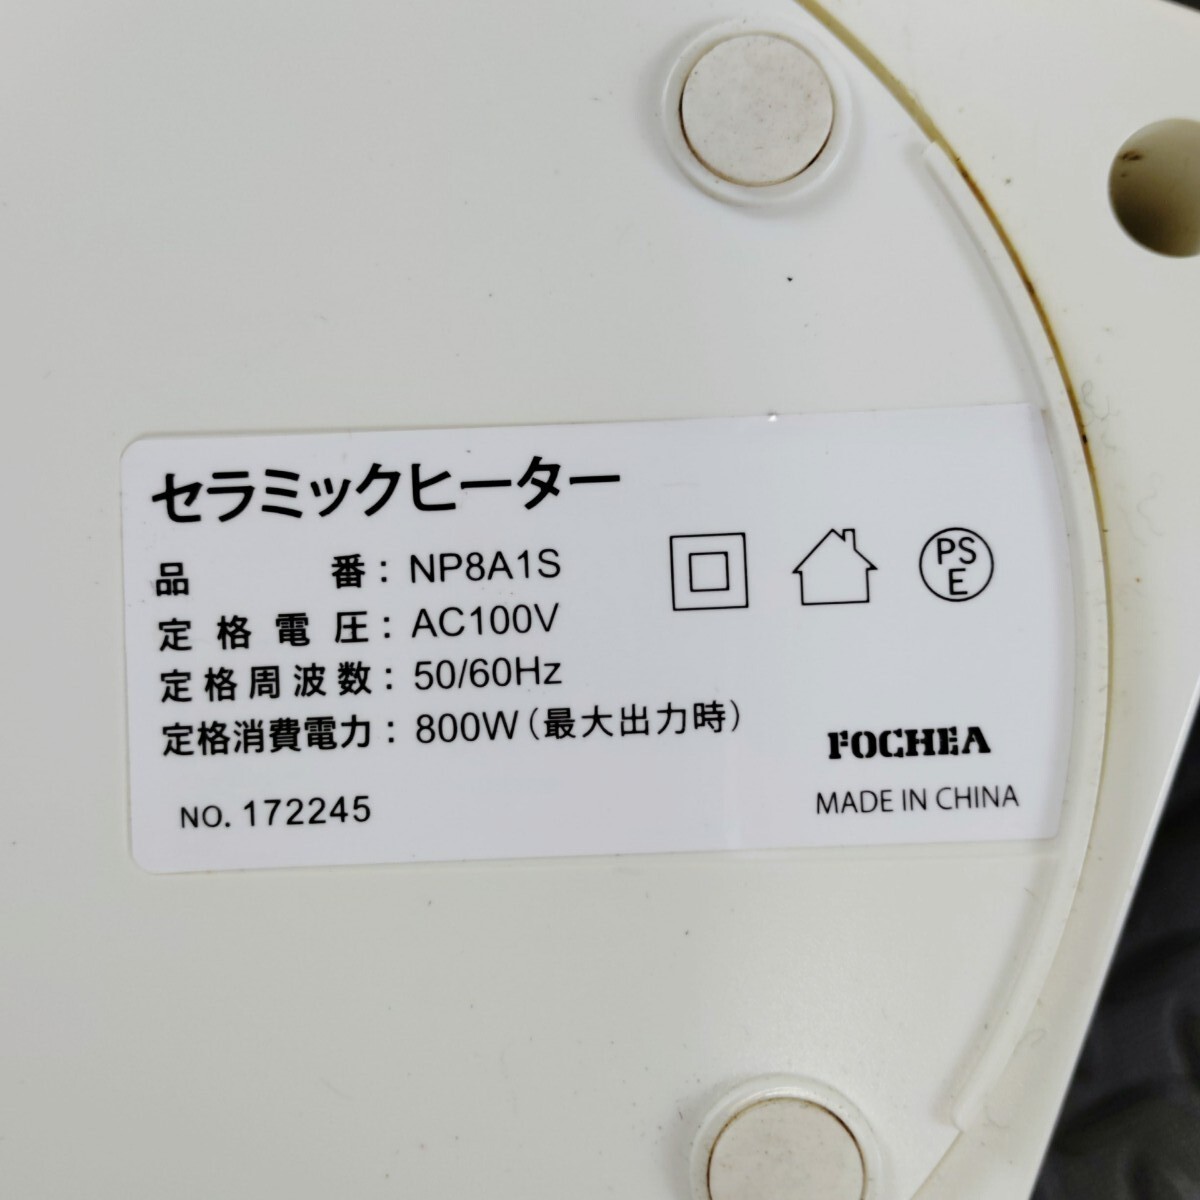 セラミックヒーター
品番：NP8A1S
定格電圧：AC100V
定格周波数：50/60Hz
定格消費電力：800W（最大出力時）
NO. 172245
PS
E
FOCHEA
MADE IN CHINA